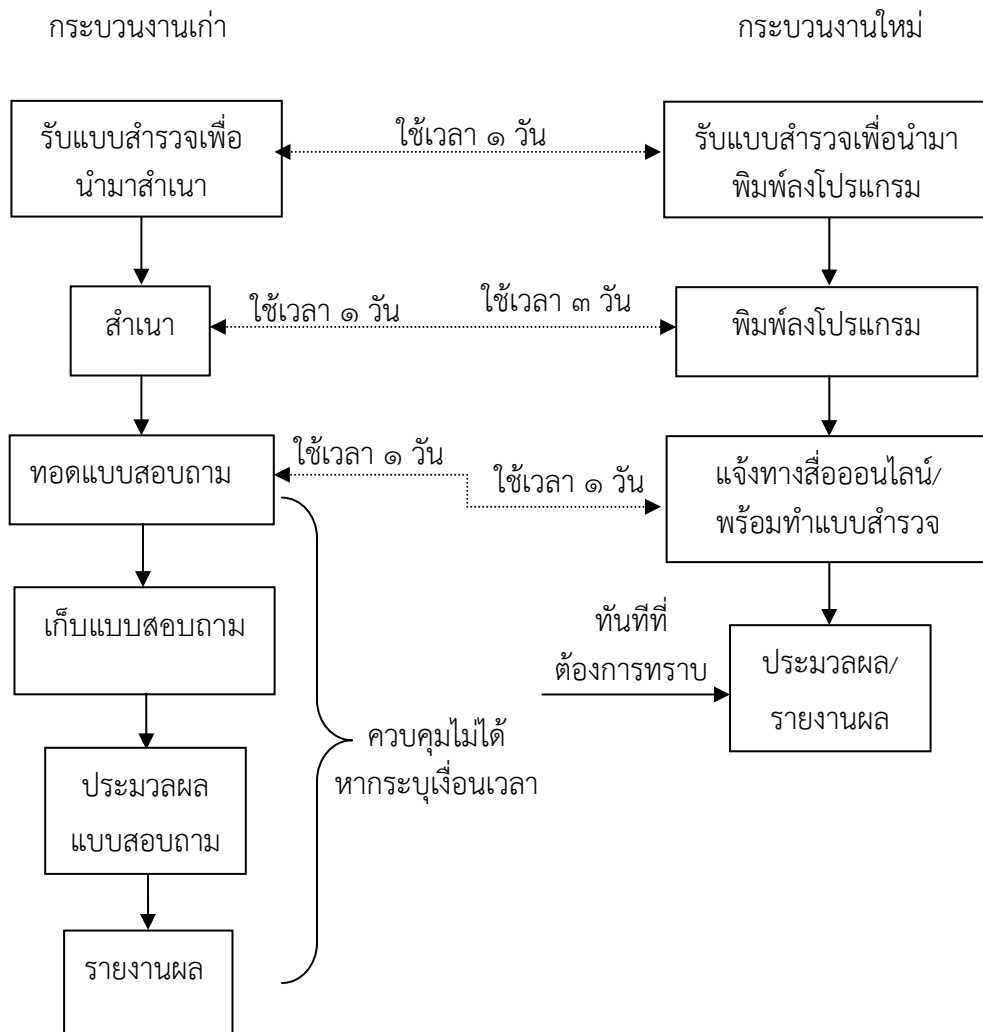 กระบวนงานเก่า
กระบวนงานใหม่
รับแบบสำรวจเพื่อ
นำมาสำเนา
ใช้เวลา ๑ วัน
รับแบบสำรวจเพื่อนำมา
พิมพ์ลงโปรแกรม
สำเนา
ใช้เวลา ๑ วัน
ใช้เวลา ๓ วัน
พิมพ์ลงโปรแกรม
ทอดแบบสอบถาม
ใช้เวลา ๑ วัน
ใช้เวลา ๑ วัน
แจ้งทางสื่อออนไลน์/
พร้อมทำแบบสำรวจ
เก็บแบบสอบถาม
ทันทีที่
ต้องการทราบ
ประมวลผล/
รายงานผล
ควบคุมไม่ได้
หากระบุเงื่อนเวลา
ประมวลผล
แบบสอบถาม
รายงานผล